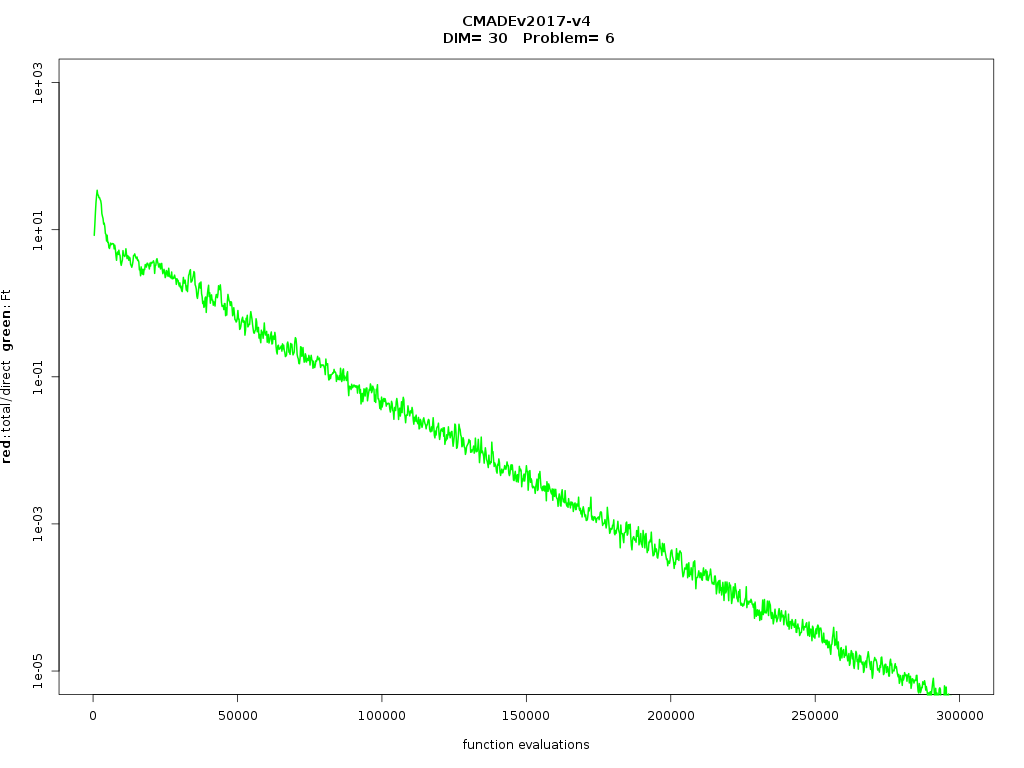 CMADEv2017-v4
DIM= 30 Problem= 6
1e+03
1e+01
1e-01
1e-03
1e-05
red:total/direct green: Ft
0 50000 100000 150000 200000 250000 300000
function evaluations